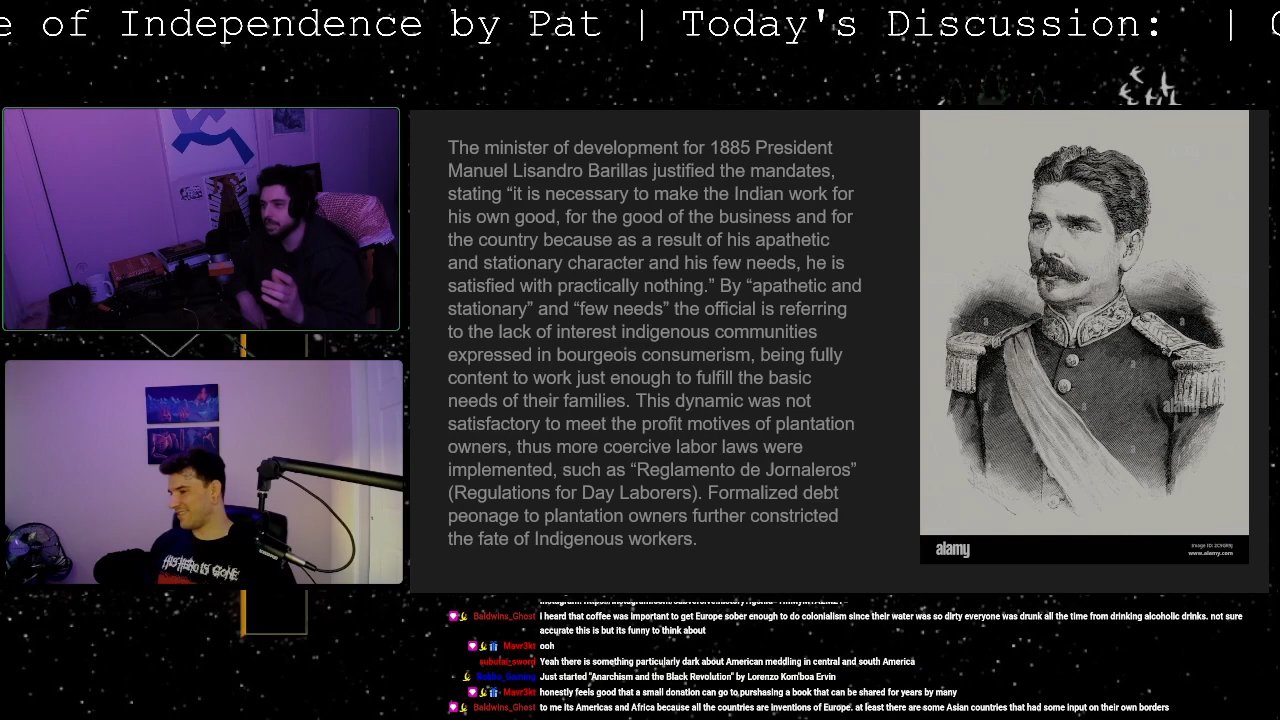 e of Independence by Pat | Today's Discussion: |
The minister of development for 1885 President
Manuel Lisandro Barillas justified the mandates,
stating “it is necessary to make the Indian work for
his own good, for the good of the business and for
the country because as a result of his apathetic
and stationary character and his few needs, he is
satisfied with practically nothing.” By “apathetic and
stationary” and “few needs” the official is referring
to the lack of interest indigenous communities
expressed in bourgeois consumerism, being fully
content to work just enough to fulfill the basic
needs of their families. This dynamic was not
satisfactory to meet the profit motives of plantation
owners, thus more coercive labor laws were
implemented, such as “Reglamento de Jornaleros”
(Regulations for Day Laborers). Formalized debt
peonage to plantation owners further constricted
the fate of Indigenous workers.
alamy
www.alamy.com
Baldwins_Ghost I heard that coffee was important to get Europe sober enough to do colonialism since their water was so dirty everyone was drunk all the time from drinking alcoholic drinks. not sure
accurate this is but its funny to think about
Mavr3kt ooh
subutai_sword Yeah there is something particularly dark about American meddling in central and south America
Just started "Anarchism and the Black Revolution" by Lorenzo Kom'boa Ervin
Mavr3kt honestly feels good that a small donation can go to purshasing a book that can be shared for years by many
Baldwins_Ghost to me its Americas and Africa because all the countries are inventions of Europe. at least there are some Asian countries that had some input on their own borders